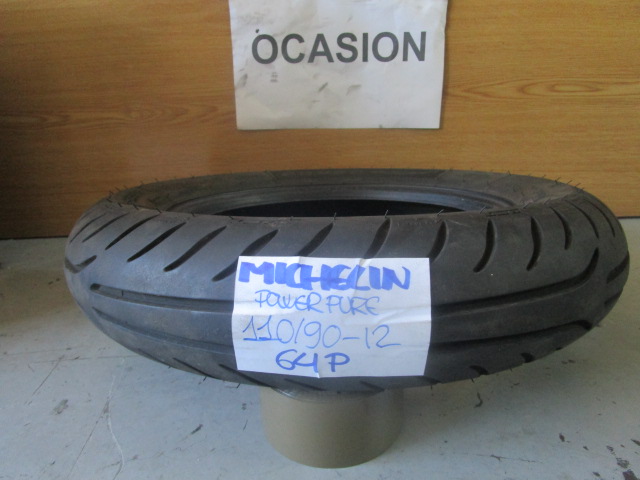 OCASION
MICHELIN
POWER PURE
110/90-12
64P